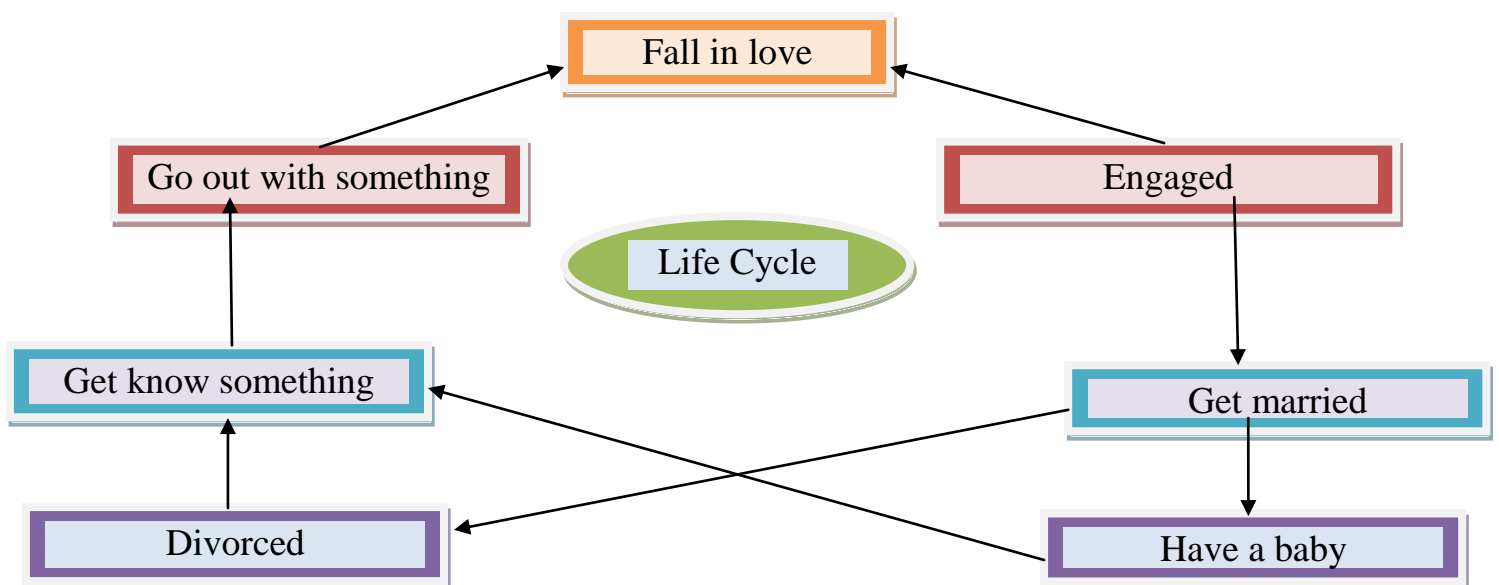 Fall in love
Go out with something
Engaged
Life Cycle
Get know something
Get married
Divorced
Have a baby